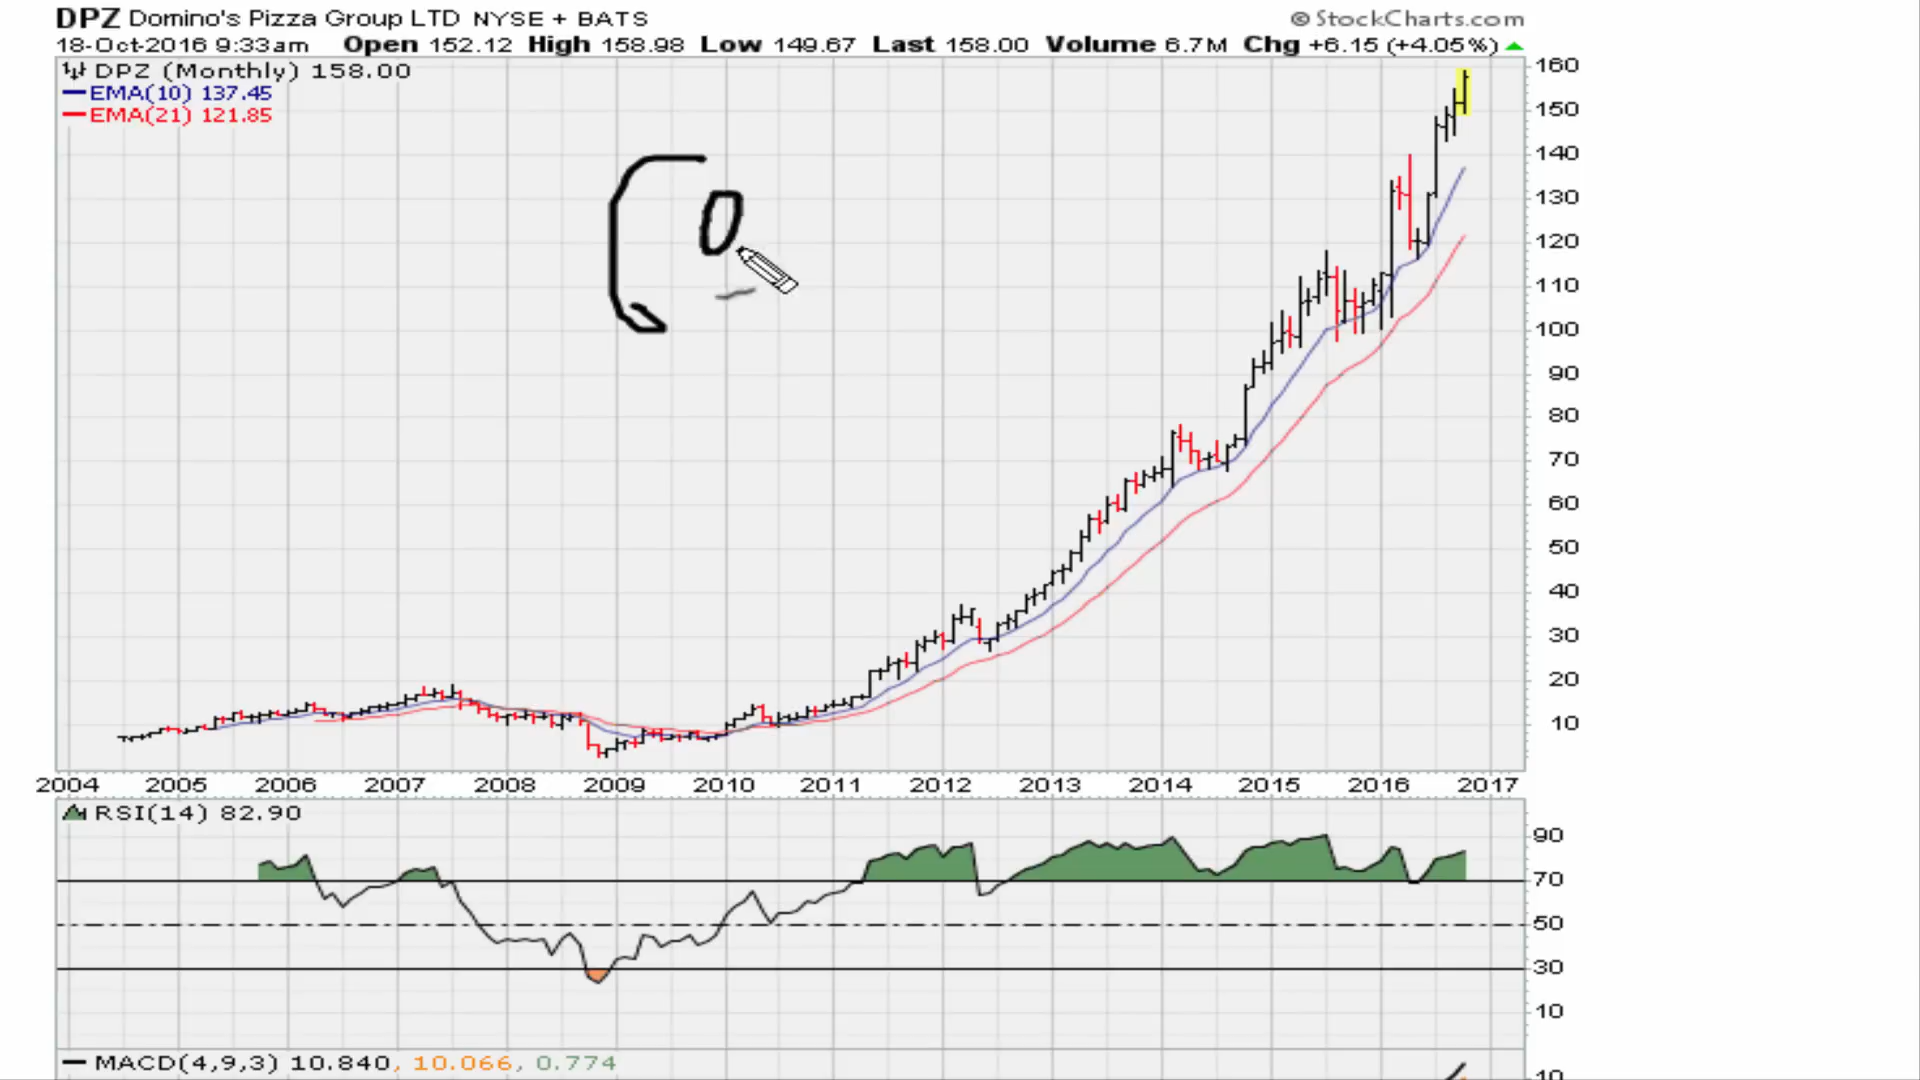 DPZ Domino's Pizza Group LTD NYSE + BATS © StockCharts.com
18-Oct-2016 9:33am Open 152.12 High 158.98 Low 149.67 Last 158.00 Volume 6.7M Chg +6.15 (+4.05%)
DPZ (Monthly) 158.00
EMA(10) 137.45
EMA(21) 121.85
160
150
140
130
120
110
100
90
80
70
60
50
40
30
20
10
2004 2005 2006 2007 2008 2009 2010 2011 2012 2013 2014 2015 2016 2017
RSI(14) 82.90
90
70
50
30
10
MACD(4,9,3) 10.840, 10.066, 0.774
10